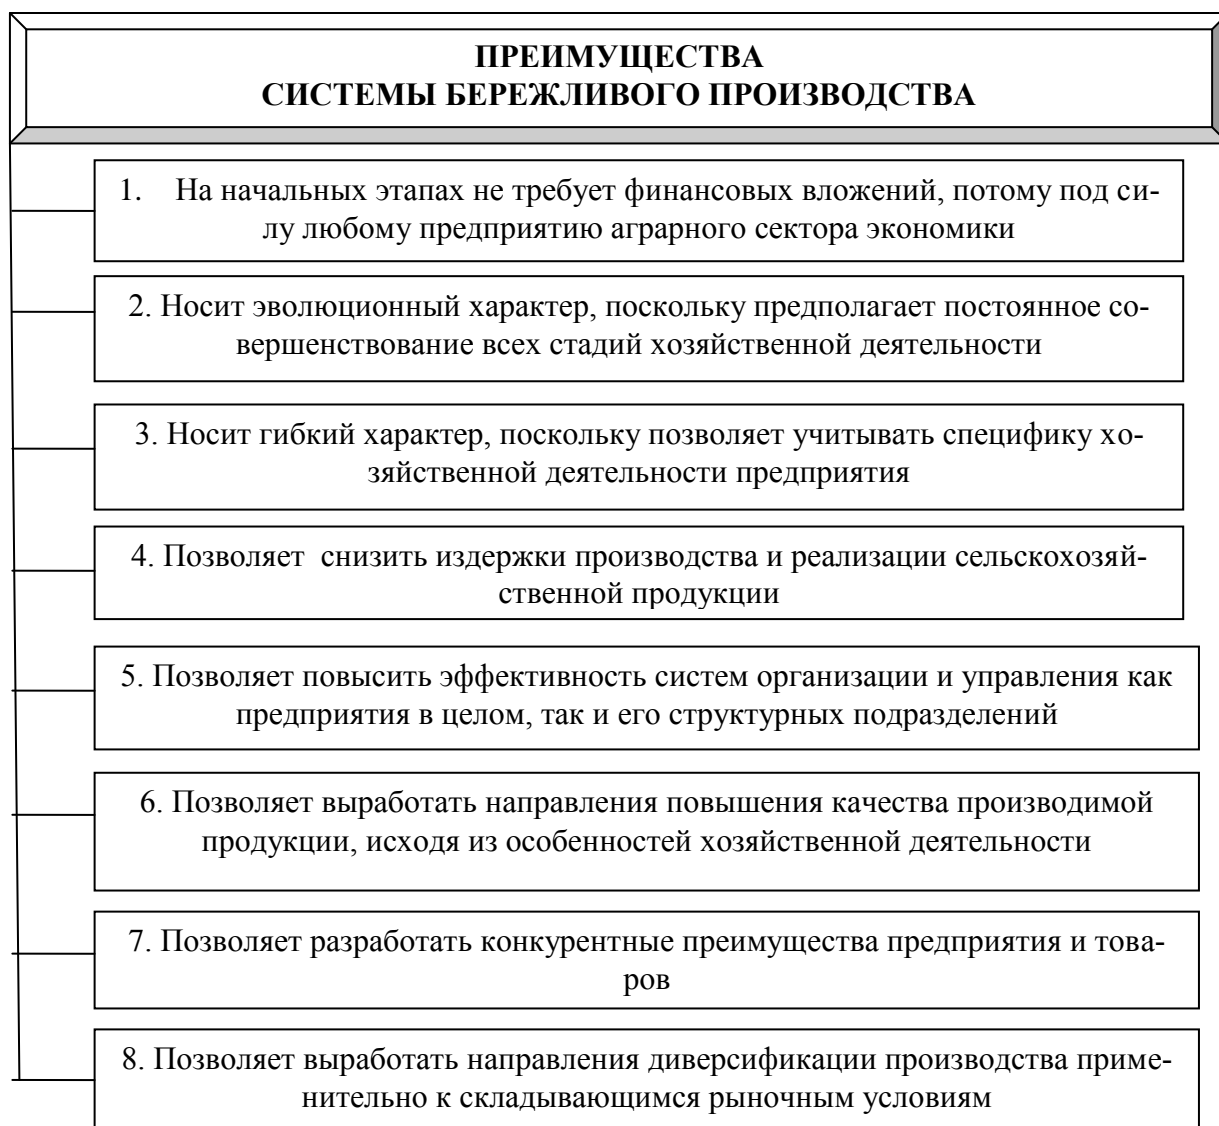 ПРЕИМУЩЕСТВА
СИСТЕМЫ БЕРЕЖЛИВОГО ПРОИЗВОДСТВА
1. На начальных этапах не требует финансовых вложений, потому под си-
лу любому предприятию аграрного сектора экономики
2. Носит эволюционный характер, поскольку предполагает постоянное со-
вершенствование всех стадий хозяйственной деятельности
3. Носит гибкий характер, поскольку позволяет учитывать специфику хо-
зяйственной деятельности предприятия
4. Позволяет снизить издержки производства и реализации сельскохозяй-
ственной продукции
5. Позволяет повысить эффективность систем организации и управления как
предприятия в целом, так и его структурных подразделений
6. Позволяет выработать направления повышения качества производимой
продукции, исходя из особенностей хозяйственной деятельности
7. Позволяет разработать конкурентные преимущества предприятия и това-
ров
8. Позволяет выработать направления диверсификации производства приме-
нительно к складывающимся рыночным условиям